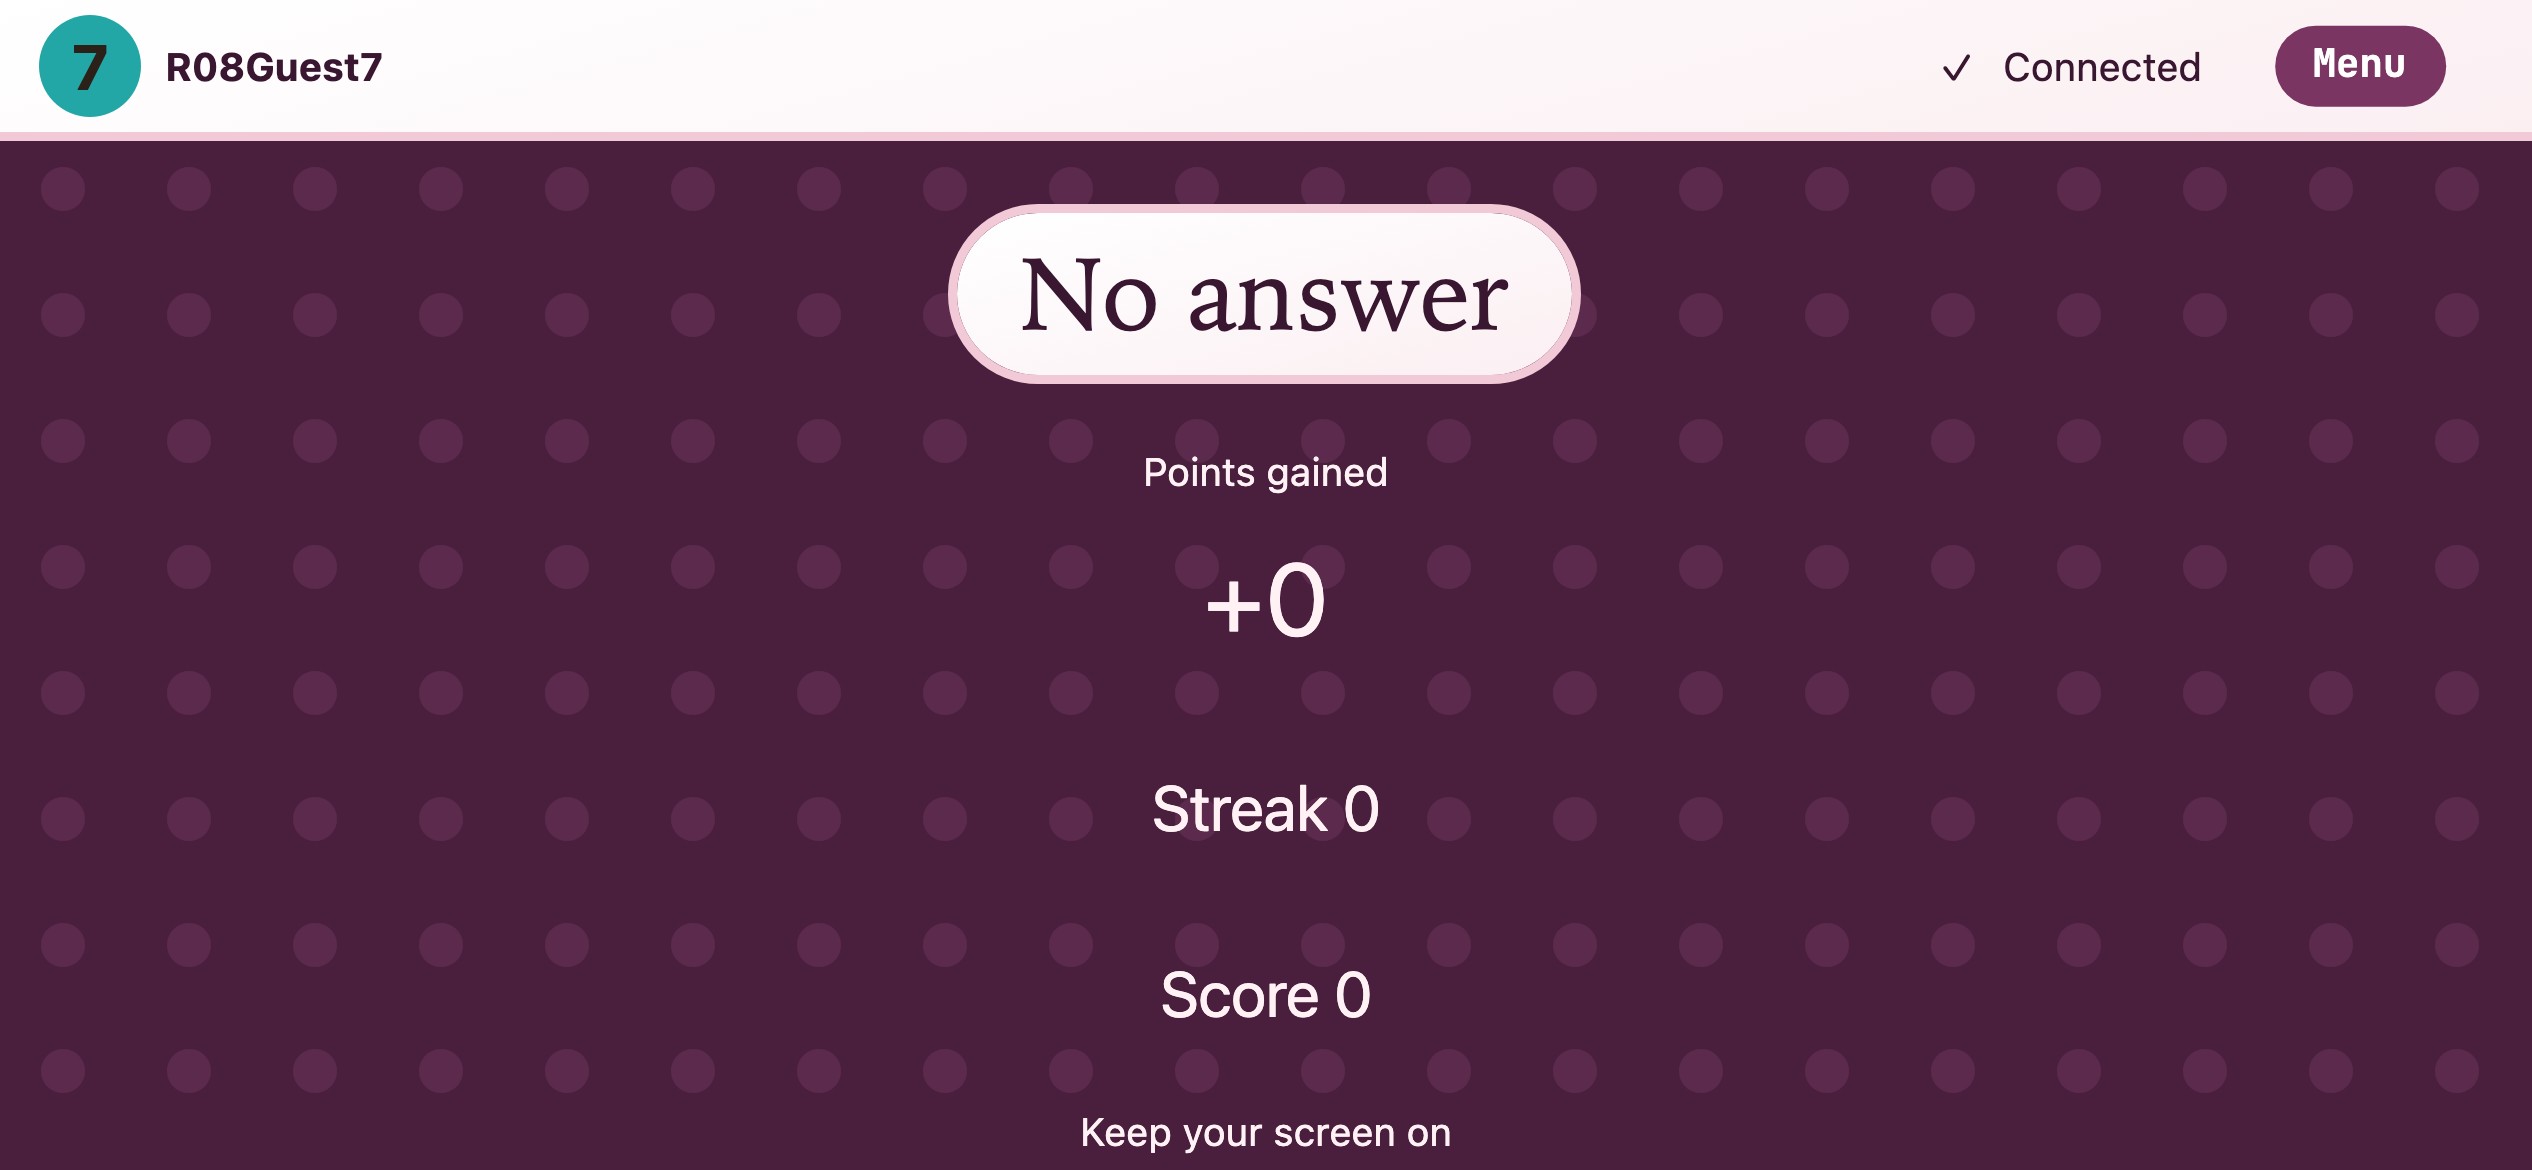 7
R08Guest7
✓ Connected
Menu
No answer
Points gained
+0
Streak 0
Score 0
Keep your screen on